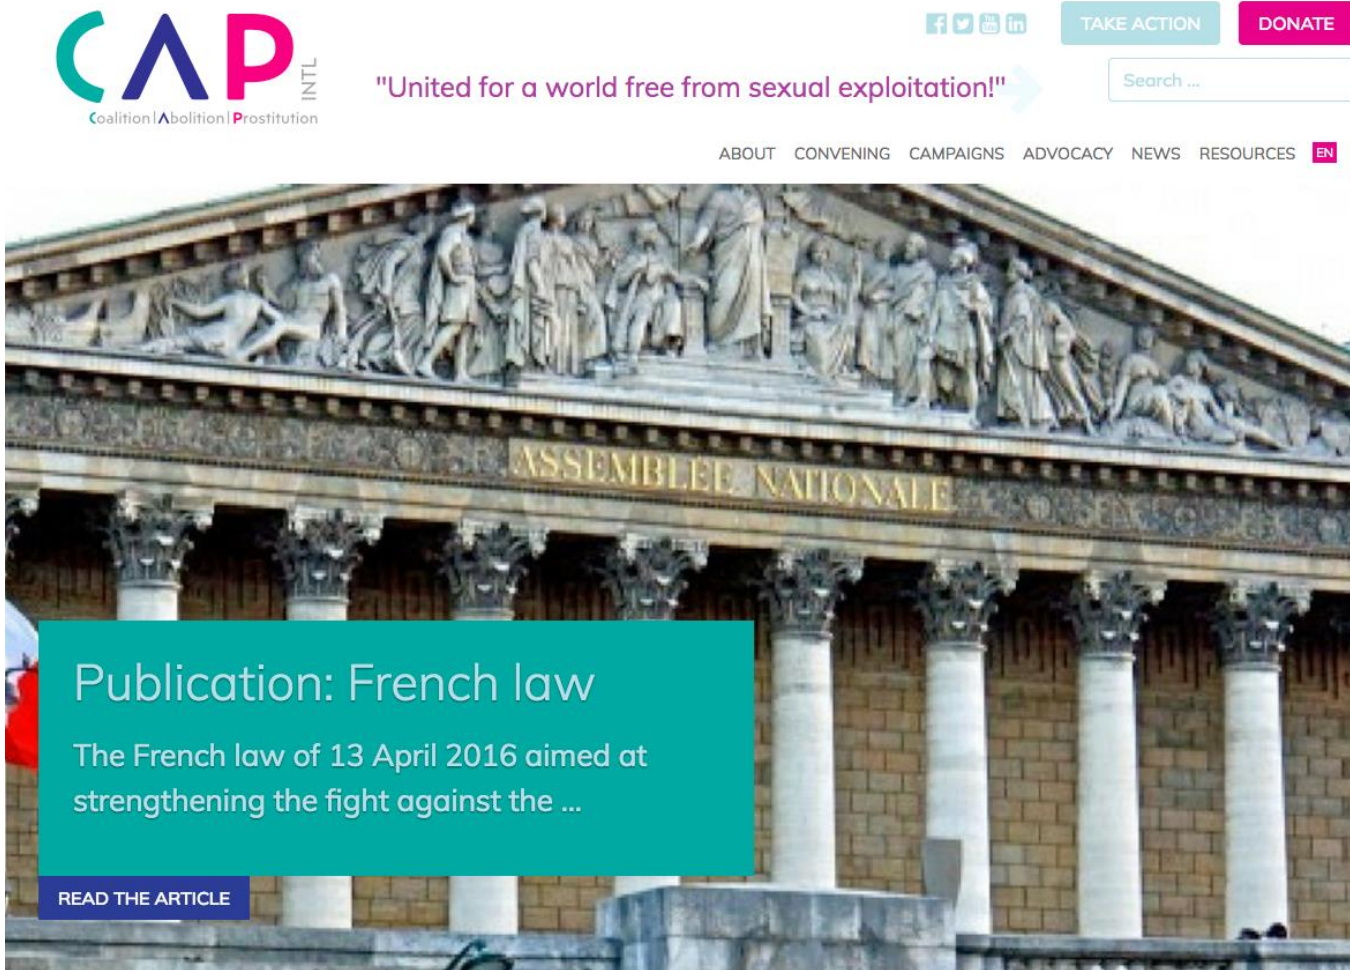 CAP
INTL
Coalition | Abolition | Prostitution
TAKE ACTION
DONATE
"United for a world free from sexual exploitation!"
Search ...
ABOUT CONVENING CAMPAIGNS ADVOCACY NEWS RESOURCES EN
ASSEMBLÉE NATIONALE
Publication: French law
The French law of 13 April 2016 aimed at
strengthening the fight against the ...
READ THE ARTICLE